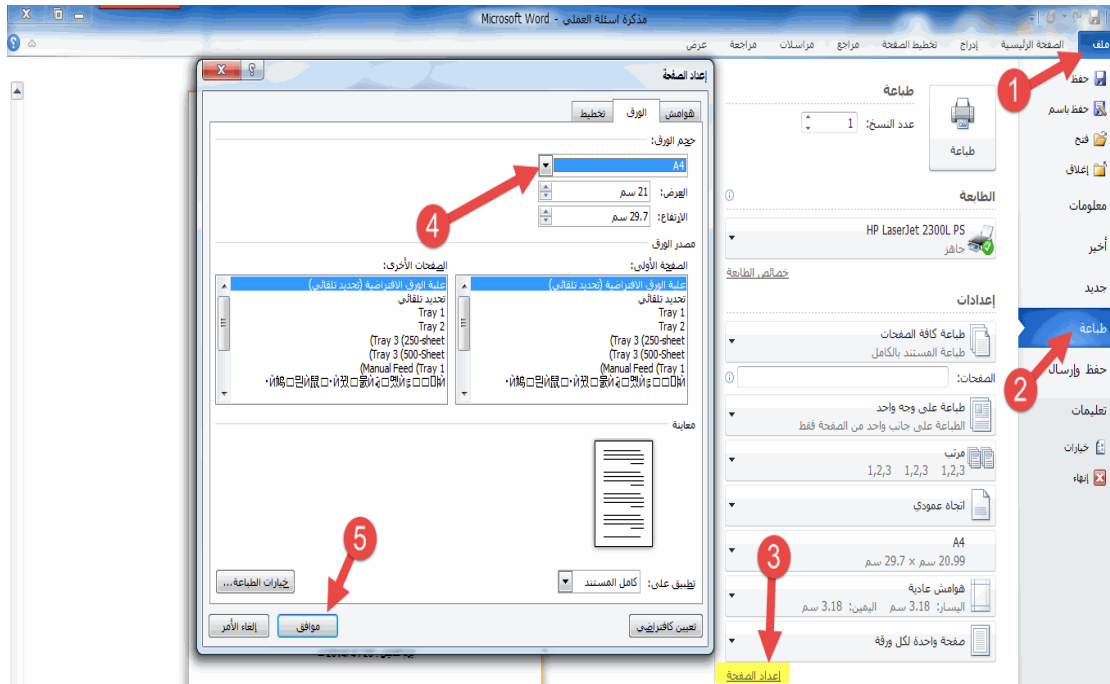 مذكرة اسئلة العملي - Microsoft Word
ملف الصفحة الرئيسية إدراج تخطيط الصفحة مراجع مراسلات مراجعة عرض
1
حفظ
حفظ باسم
فتح
إغلاق
معلومات
أخير
جديد
طباعة
2
حفظ وإرسال
تعليمات
خيارات
إنهاء
طباعة
طباعة
عدد النسخ: 1
الطابعة
HP LaserJet 2300L PS
جاهز
خصائص الطابعة
إعدادات
طباعة كافة الصفحات
طباعة المستند بالكامل
الصفحات:
طباعة على وجه واحد
الطباعة على جانب واحد من الصفحة فقط
مرتب
1,2,3 1,2,3 1,2,3
اتجاه عمودي
A4
20.99 سم x 29.7 سم
هوامش عادية
اليسار: 3.18 سم اليمين: 3.18 سم
صفحة واحدة لكل ورقة
3
إعداد الصفحة
إعداد الصفحة
هوامش الورق تخطيط
حجم الورق:
A4
العرض: 21 سم
الارتفاع: 29.7 سم
4
مصدر الورق
الصفحة الأولى:
علبة الورق الافتراضية (تحديد تلقائي)
تحديد تلقائي
Tray 1
Tray 2
(Tray 3 (250-sheet
(Tray 3 (500-Sheet
(Manual Feed (Tray 1
الصفحات الأخرى:
علبة الورق الافتراضية (تحديد تلقائي)
تحديد تلقائي
Tray 1
Tray 2
(Tray 3 (250-sheet
(Tray 3 (500-Sheet
(Manual Feed (Tray 1
معاينة
تطبيق على: كامل المستند
خيارات الطباعة...
5
تعيين كافتراضي
موافق
إلغاء الأمر